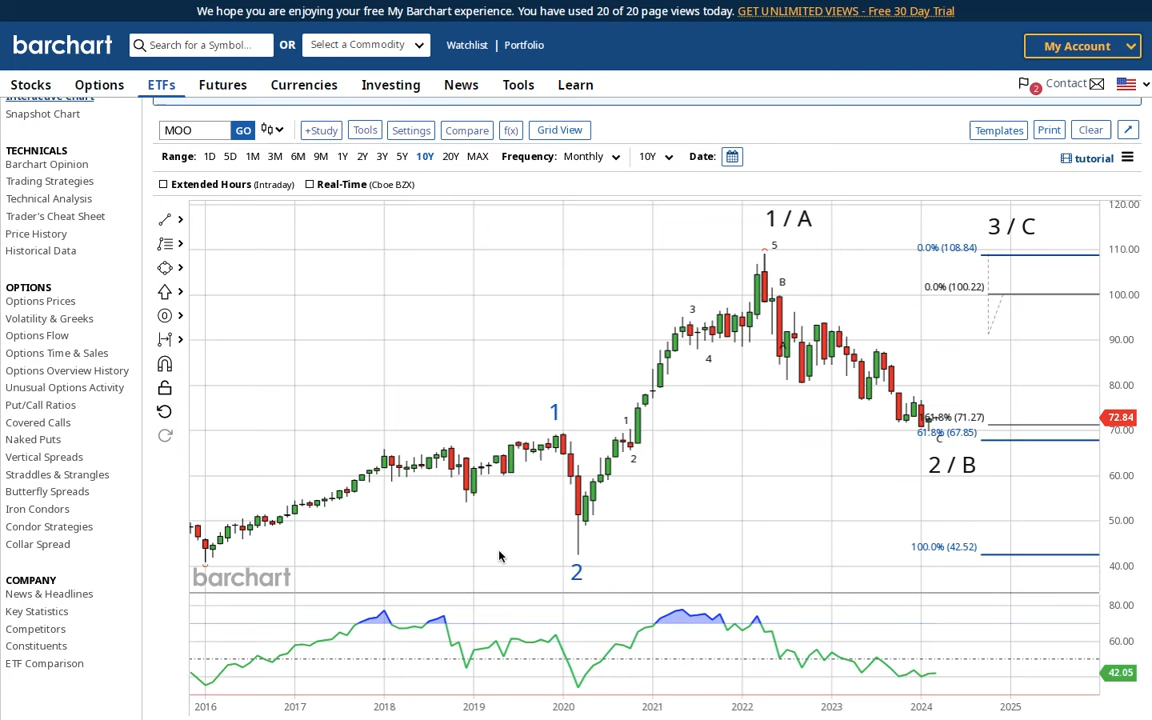 We hope you are enjoying your free My Barchart experience. You have used 20 of 20 page views today. GET UNLIMITED VIEWS - Free 30 Day Trial
barchart Search for a Symbol... OR Select a Commodity Watchlist | Portfolio My Account
Stocks Options ETFs Futures Currencies Investing News Tools Learn 2 Contact
Interactive Chart
Snapshot Chart
TECHNICALS
Barchart Opinion
Trading Strategies
Technical Analysis
Trader's Cheat Sheet
Price History
Historical Data
OPTIONS
Options Prices
Volatility & Greeks
Options Flow
Options Time & Sales
Options Overview History
Unusual Options Activity
Put/Call Ratios
Covered Calls
Naked Puts
Vertical Spreads
Straddles & Strangles
Butterfly Spreads
Iron Condors
Condor Strategies
Collar Spread
COMPANY
News & Headlines
Key Statistics
Competitors
Constituents
ETF Comparison
MOO GO +Study Tools Settings Compare f(x) Grid View Templates Print Clear
Range: 1D 5D 1M 3M 6M 9M 1Y 2Y 3Y 5Y 10Y 20Y MAX Frequency: Monthly 10Y Date: tutorial
Extended Hours (Intraday) Real-Time (Cboe BZX)
120.00
1 / A
3 / C
5
0.0% (108.84)
110.00
B
0.0% (100.22)
100.00
3
A
4
90.00
80.00
1
1
161.8% (71.27)
72.84
70.00
61.8% (67.85)
C
2
2 / B
60.00
50.00
100.0% (42.52)
40.00
2
barchart
80.00
60.00
42.05
2016 2017 2018 2019 2020 2021 2022 2023 2024 2025